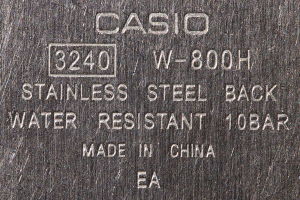 CASIO
3240 W-800H
STAINLESS STEEL BACK
WATER RESISTANT 10BAR
MADE IN CHINA
EA